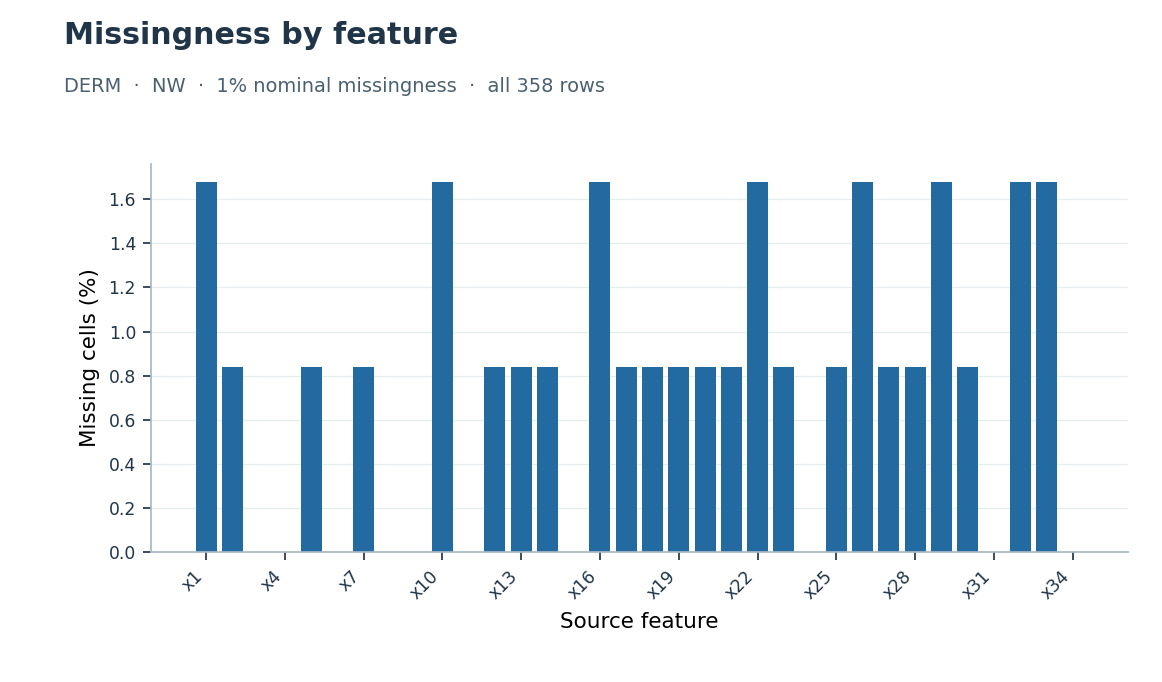 Missingness by feature
DERM · NW · 1% nominal missingness · all 358 rows
Missing cells (%)
1.6
1.4
1.2
1.0
0.8
0.6
0.4
0.2
0.0
x1 x4 x7 x10 x13 x16 x19 x22 x25 x28 x31 x34
Source feature